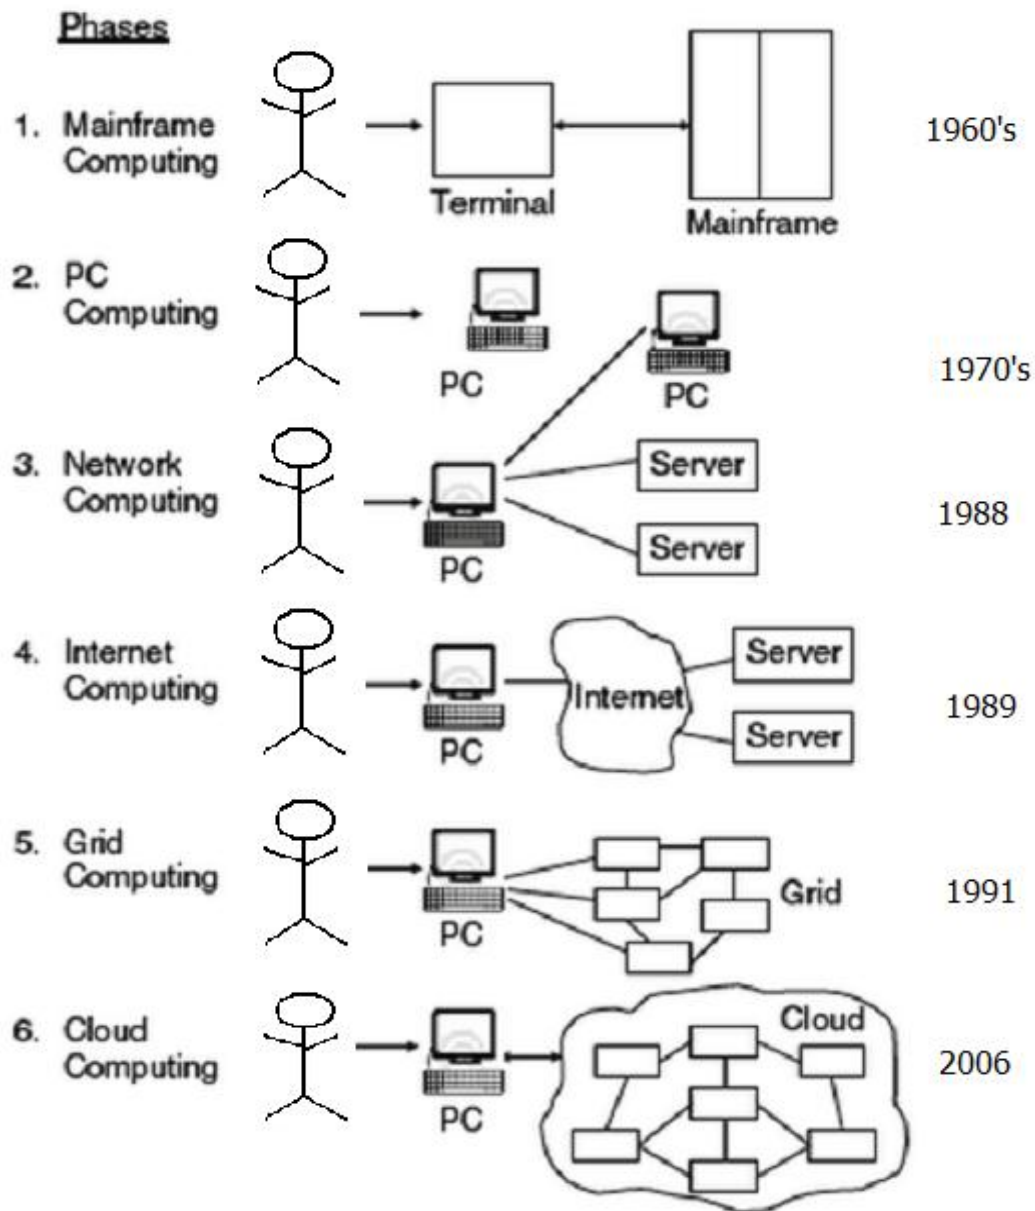 Phases
1. Mainframe
Computing
Terminal
Mainframe
1960's
2. PC
Computing
PC
PC
1970's
3. Network
Computing
PC
Server
Server
1988
4. Internet
Computing
PC
Internet
Server
Server
1989
5. Grid
Computing
PC
Grid
1991
6. Cloud
Computing
PC
Cloud
2006